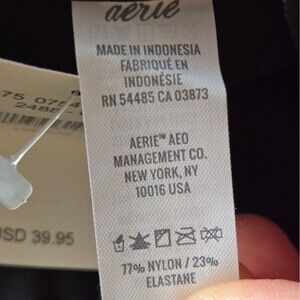 aerie
MADE IN INDONESIA
FABRIQUÉ EN
INDONÉSIE
RN 54485 CA 03873
AERIE™ AEO
MANAGEMENT CO.
NEW YORK, NY
10016 USA
77% NYLON / 23%
ELASTANE
USD 39.95